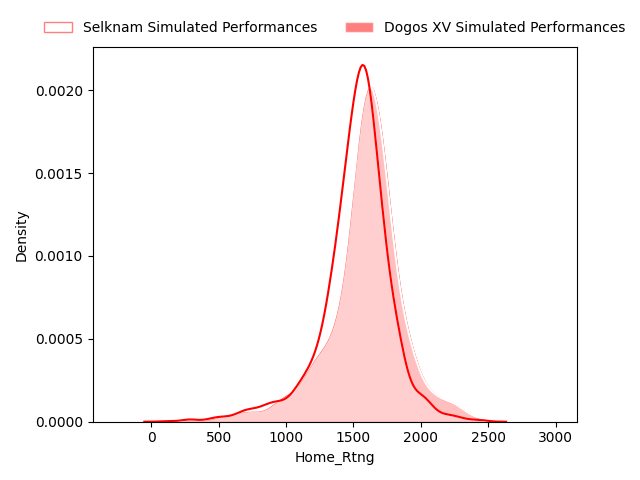 Selknam Simulated Performances Dogos XV Simulated Performances
0.0020
0.0015
0.0010
0.0005
0.0000
Density
0 500 1000 1500 2000 2500 3000
Home_Rtng